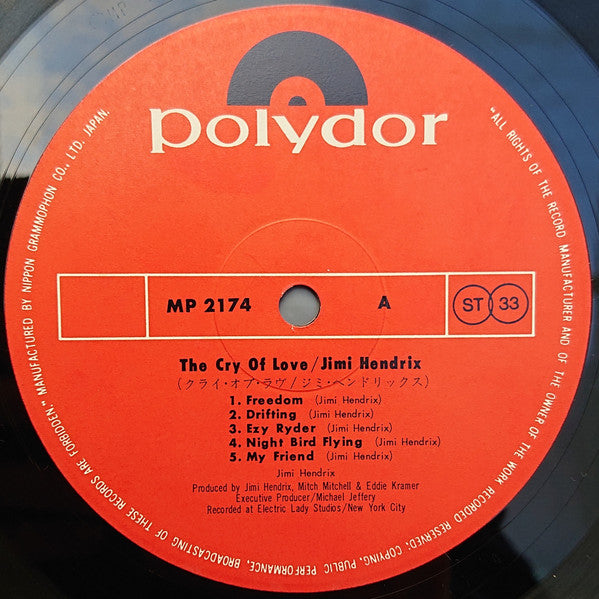 polydor
MP 2174
A
ST 33
The Cry Of Love/Jimi Hendrix
(クライ・オブ・ラヴ/ジミ・ヘンドリックス)
1. Freedom (Jimi Hendrix)
2. Drifting (Jimi Hendrix)
3. Ezy Ryder (Jimi Hendrix)
4. Night Bird Flying (Jimi Hendrix)
5. My Friend (Jimi Hendrix)
Jimi Hendrix
Produced by Jimi Hendrix, Mitch Mitchell & Eddie Kramer
Executive Producer/Michael Jeffery
Recorded at Electric Lady Studios/New York City
"ALL RIGHTS OF THE RECORD MANUFACTURER AND OF THE OWNER OF THE WORK RECORDED RESERVED: COPYING, PUBLIC PERFORMANCE, BROADCASTING OF THESE RECORDS ARE FORBIDDEN." MANUFACTURED BY NIPPON GRAMMOPHON CO., LTD. JAPAN.